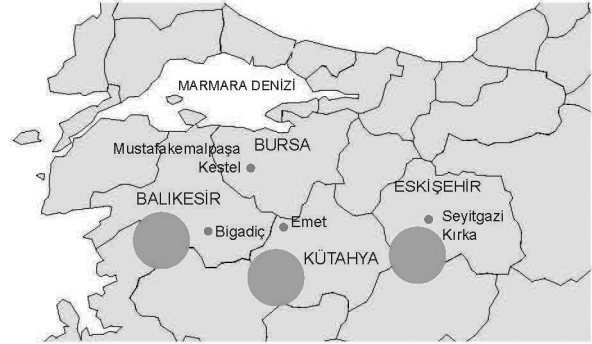 MARMARA DENİZİ
Mustafakemalpaşa
Kestel
BURSA
BALIKESİR
Bigadiç
Emet
KÜTAHYA
ESKİŞEHİR
Seyitgazi
Kırka